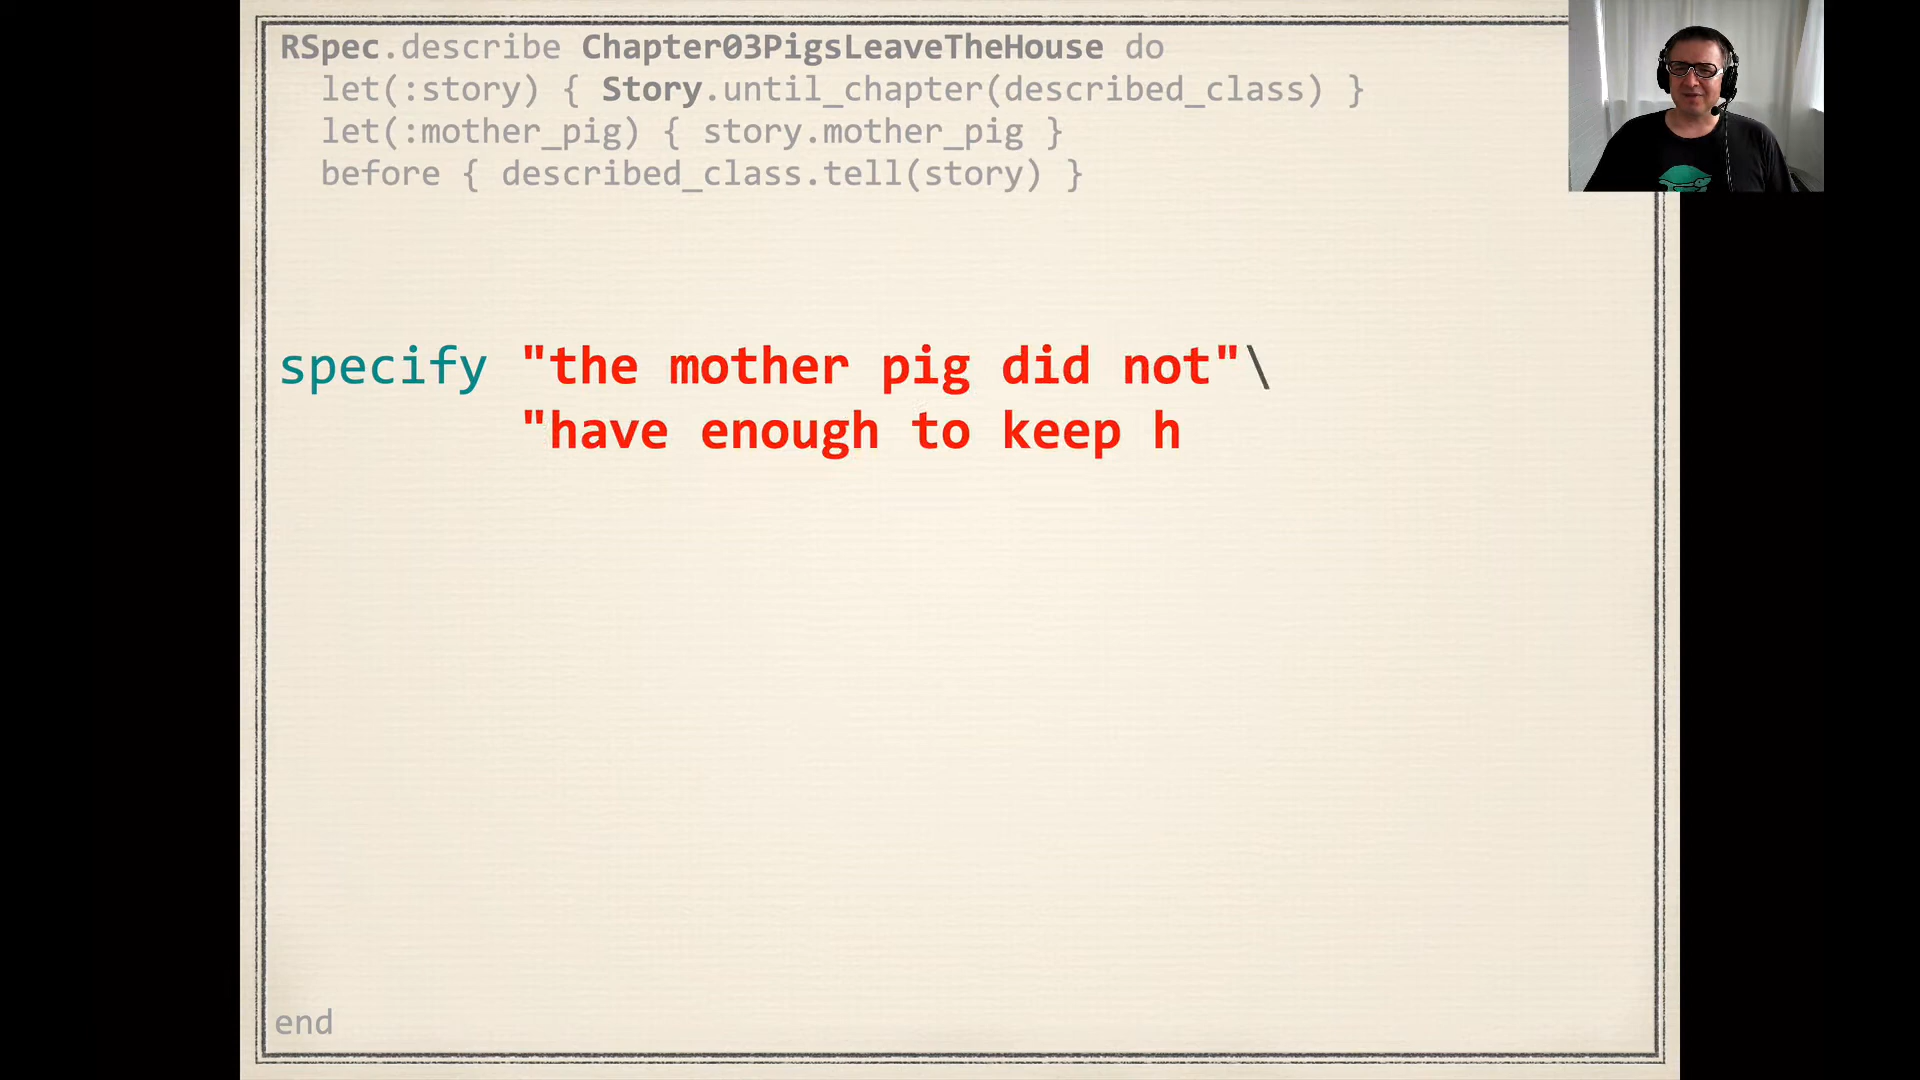 RSpec.describe Chapter03PigsLeaveTheHouse do
let(:story) { Story.until_chapter(described_class) }
let(:mother_pig) { story.mother_pig }
before { described_class.tell(story) }
specify "the mother pig did not"\
"have enough to keep h
end